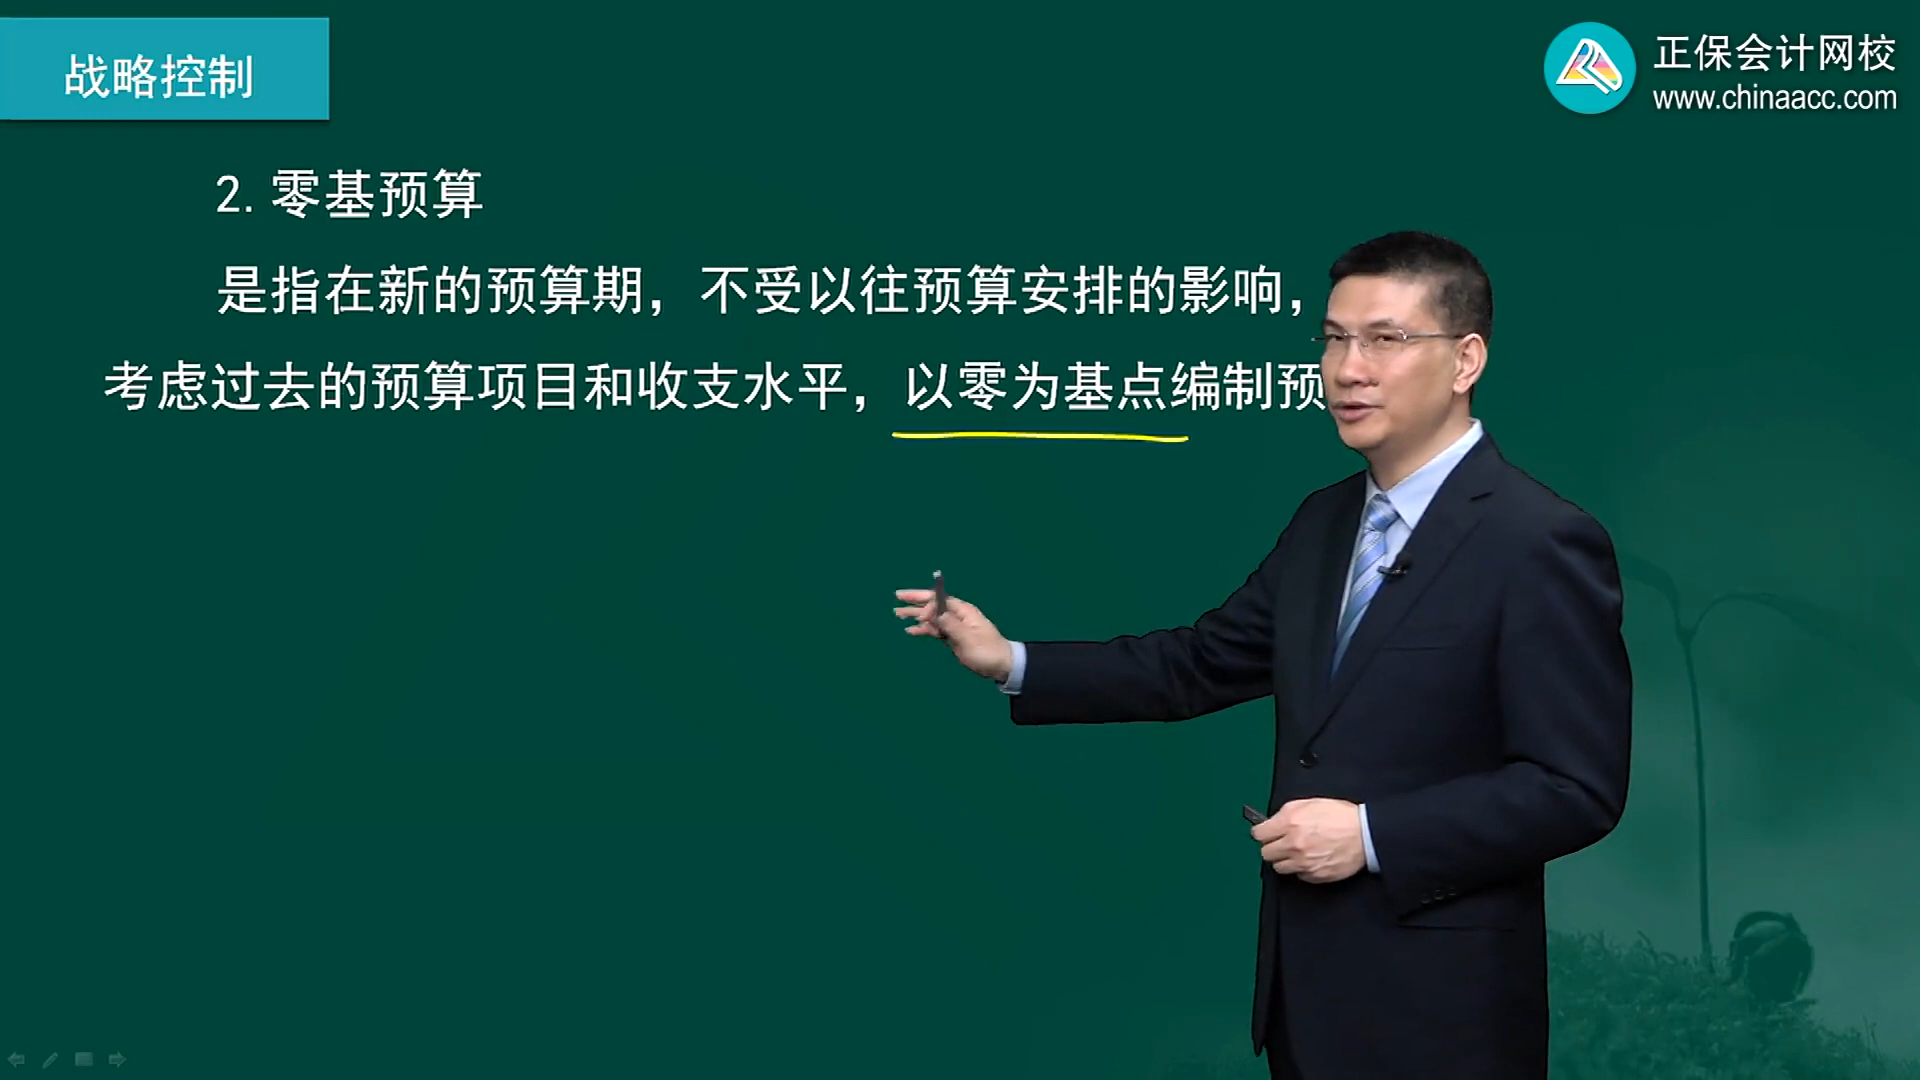 战略控制
正保会计网校
www.chinaacc.com
2. 零基预算
是指在新的预算期，不受以往预算安排的影响，
考虑过去的预算项目和收支水平，以零为基点编制预